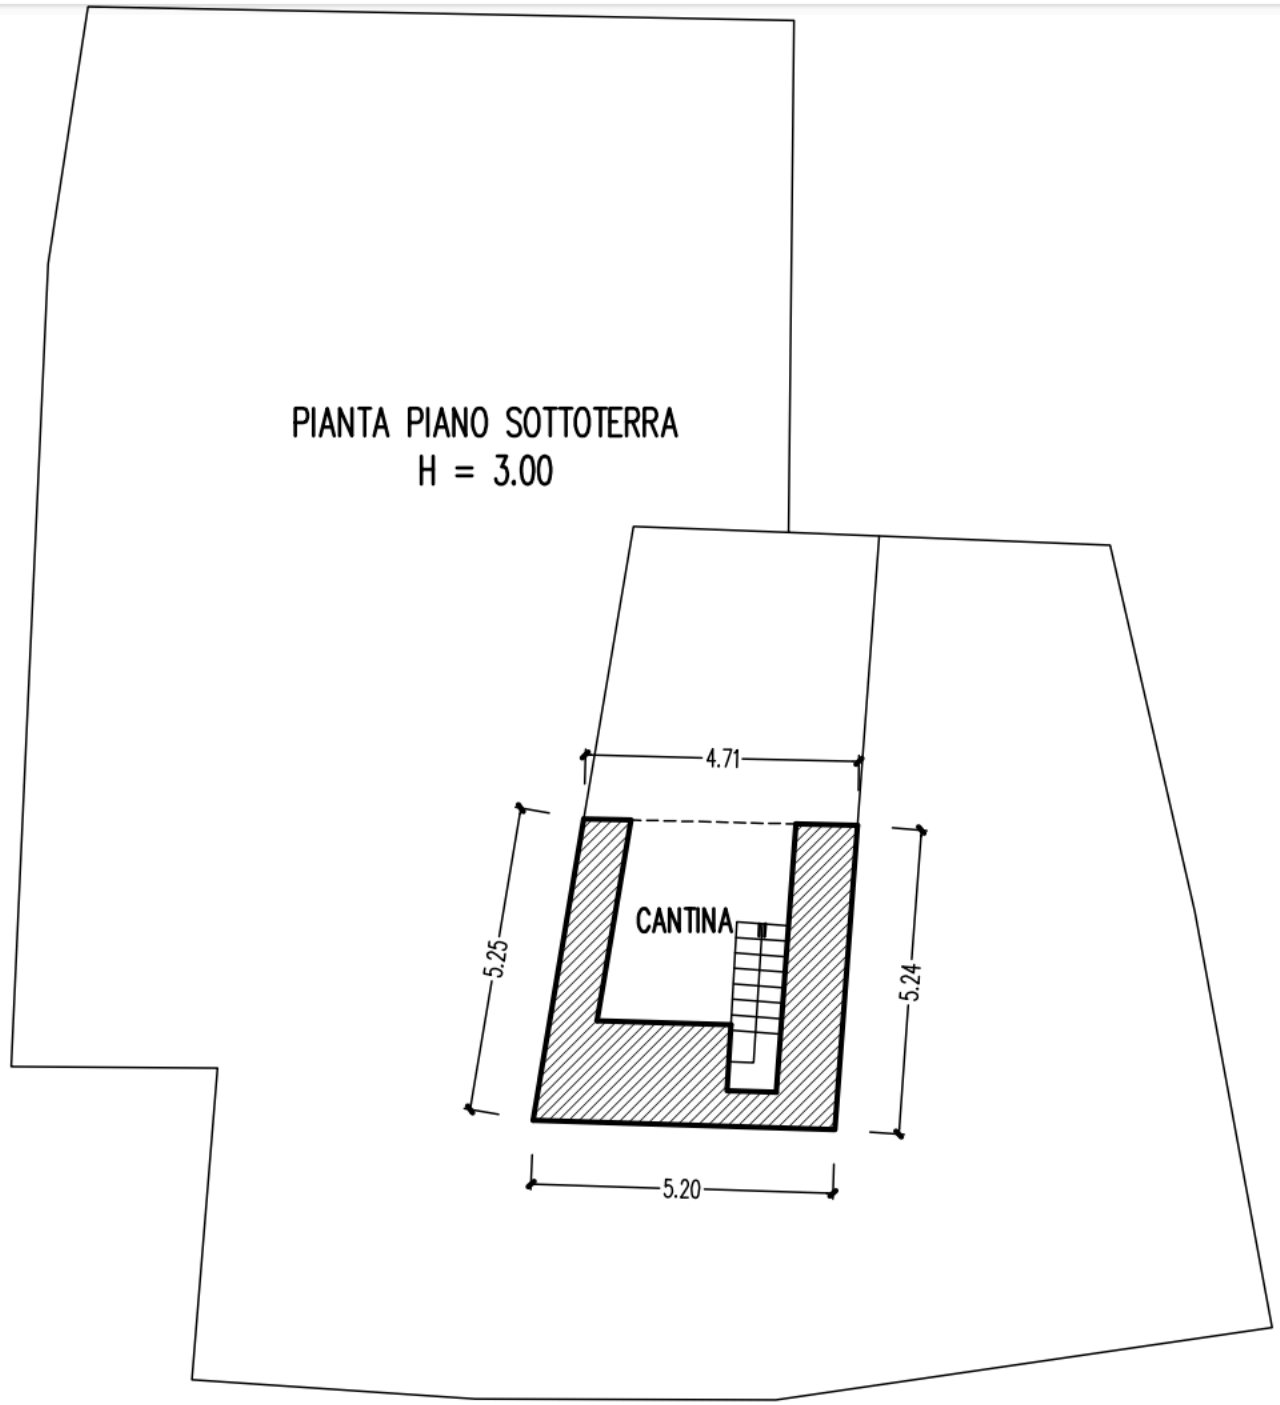 PIANTA PIANO SOTTOTERRA
H = 3.00
4.71
CANTINA
5.25
5.24
5.20